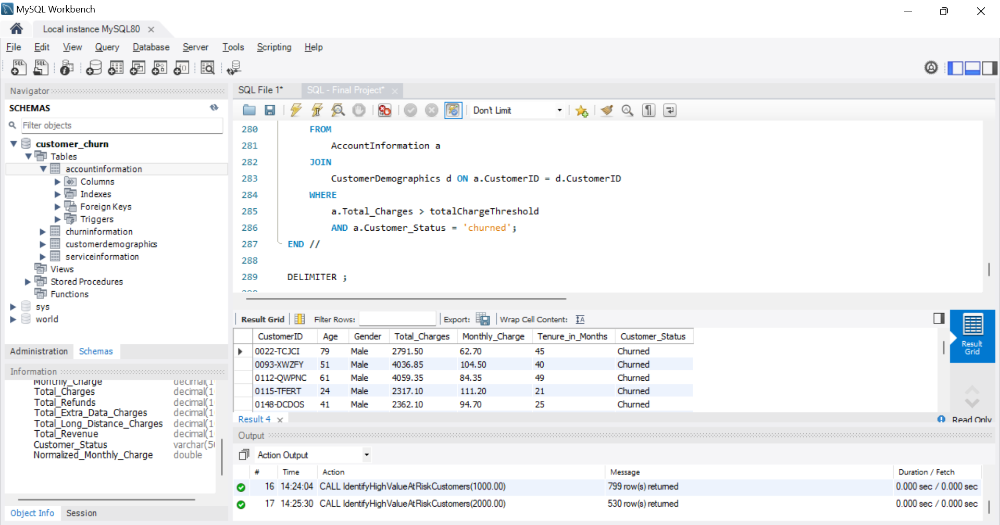 MySQL Workbench
Local instance MySQL80
File Edit View Query Database Server Tools Scripting Help
Navigator
SCHEMAS
Filter objects
customer_churn
Tables
accountinformation
Columns
Indexes
Foreign Keys
Triggers
churninformation
customerdemographics
serviceinformation
Views
Stored Procedures
Functions
sys
world
Administration Schemas
Information
Monthly_Charge decimal(1
Total_Charges decimal(1
Total_Refunds decimal(1
Total_Extra_Data_Charges decimal(1
Total_Long_Distance_Charges decimal(1
Total_Revenue decimal(1
Customer_Status varchar(5
Normalized_Monthly_Charge double
Object Info Session
SQL File 1* SQL - Final Project*
Don't Limit
280 FROM
281 AccountInformation a
282 JOIN
283 CustomerDemographics d ON a.CustomerID = d.CustomerID
284 WHERE
285 a.Total_Charges > totalChargeThreshold
286 AND a.Customer_Status = 'churned';
287 END //
288
289 DELIMITER ;
Result Grid Filter Rows: Export: Wrap Cell Content:
CustomerID Age Gender Total_Charges Monthly_Charge Tenure_in_Months Customer_Status
0022-TCJCI 79 Male 2791.50 62.70 45 Churned
0093-XWZFY 51 Male 4036.85 104.50 40 Churned
0112-QWPNC 61 Male 4059.35 84.35 49 Churned
0115-TFERT 24 Male 2317.10 111.20 21 Churned
0148-DCDOS 41 Male 2362.10 94.70 25 Churned
Result Grid
Result 4 Read Only
Output
Action Output
# Time Action Message Duration / Fetch
16 14:24:04 CALL IdentifyHighValueAtRiskCustomers(1000.00) 799 row(s) returned 0.000 sec / 0.000 sec
17 14:25:30 CALL IdentifyHighValueAtRiskCustomers(2000.00) 530 row(s) returned 0.000 sec / 0.000 sec